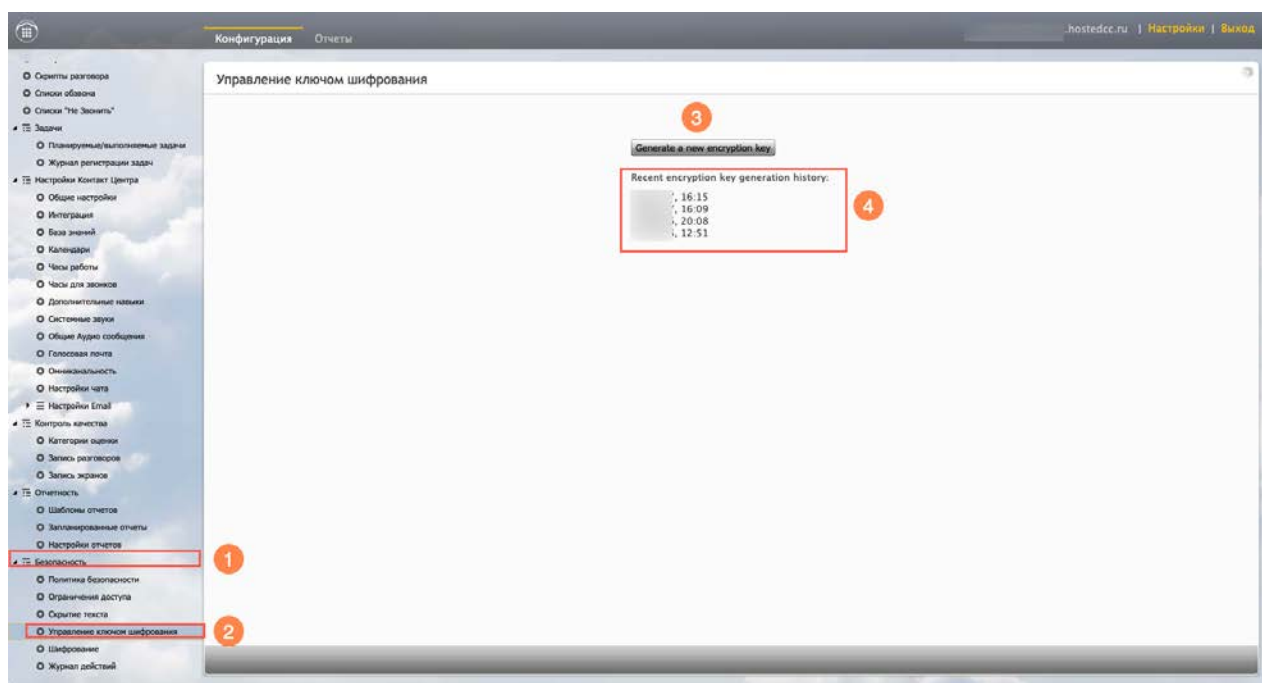 .hostedcc.ru | Настройки | Выход
Конфигурация Отчеты
Скрипты разговора
Списки обзвона
Списки "Не Звонить"
Задачи
Планируемые/выполняемые задачи
Журнал регистрации задач
Настройки Контакт Центра
Общие настройки
Интеграция
База знаний
Календари
Часы работы
Часы для звонков
Дополнительные навыки
Системные звуки
Общие Аудио сообщения
Голосовая почта
Омниканальность
Настройки чата
Настройки Email
Контроль качества
Категории оценки
Запись разговоров
Запись экранов
Отчетность
Шаблоны отчетов
Запланированные отчеты
Настройки отчетов
Безопасность
1
Политика безопасности
Ограничения доступа
Скрытие текста
Управление ключом шифрования
2
Шифрование
Журнал действий
Управление ключом шифрования
3
Generate a new encryption key
Recent encryption key generation history:
, 16:15
, 16:09
, 20:08
, 12:51
4